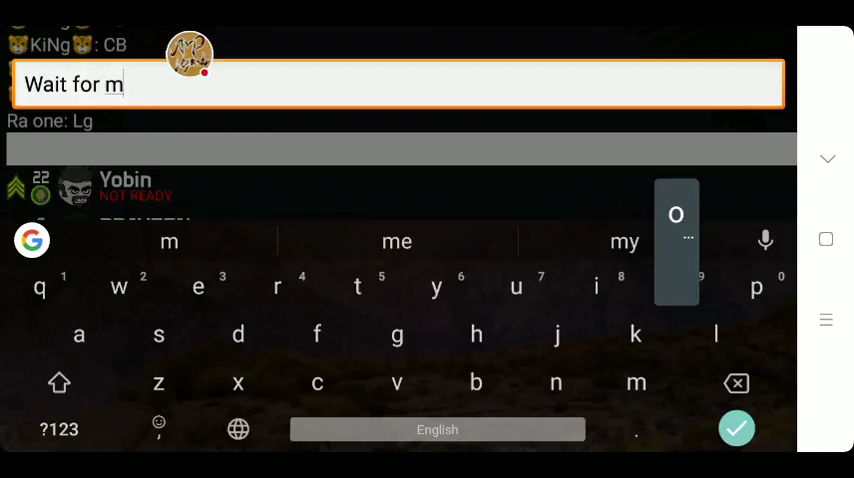 🐯KiNg🐯: CB
Wait for m
Ra one: Lg
22 Yobin
NOT READY
m me my
o
...
q 1 w 2 e 3 r 4 t 5 y 6 u 7 i 8 9 p 0
a s d f g h j k l
z x c v b n m
?123 , English .